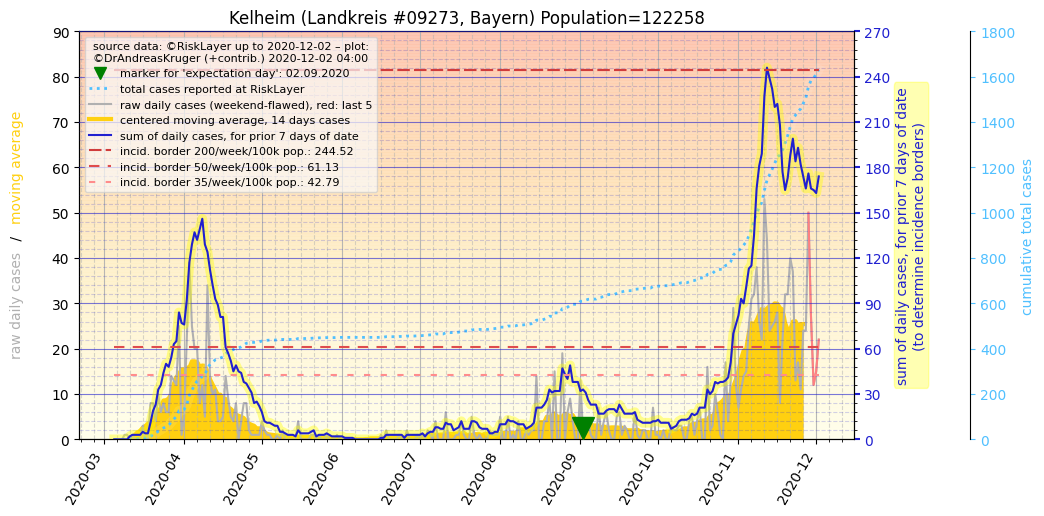 Kelheim (Landkreis #09273, Bayern) Population=122258
source data: ©RiskLayer up to 2020-12-02 – plot:
©DrAndreasKruger (+contrib.) 2020-12-02 04:00
marker for 'expectation day': 02.09.2020
total cases reported at RiskLayer
raw daily cases (weekend-flawed), red: last 5
centered moving average, 14 days cases
sum of daily cases, for prior 7 days of date
incid. border 200/week/100k pop.: 244.52
incid. border 50/week/100k pop.: 61.13
incid. border 35/week/100k pop.: 42.79
raw daily cases / moving average
90
80
70
60
50
40
30
20
10
0
270
240
210
180
150
120
90
60
30
0
sum of daily cases, for prior 7 days of date
(to determine incidence borders)
1800
1600
1400
1200
1000
800
600
400
200
0
cumulative total cases
2020-03
2020-04
2020-05
2020-06
2020-07
2020-08
2020-09
2020-10
2020-11
2020-12